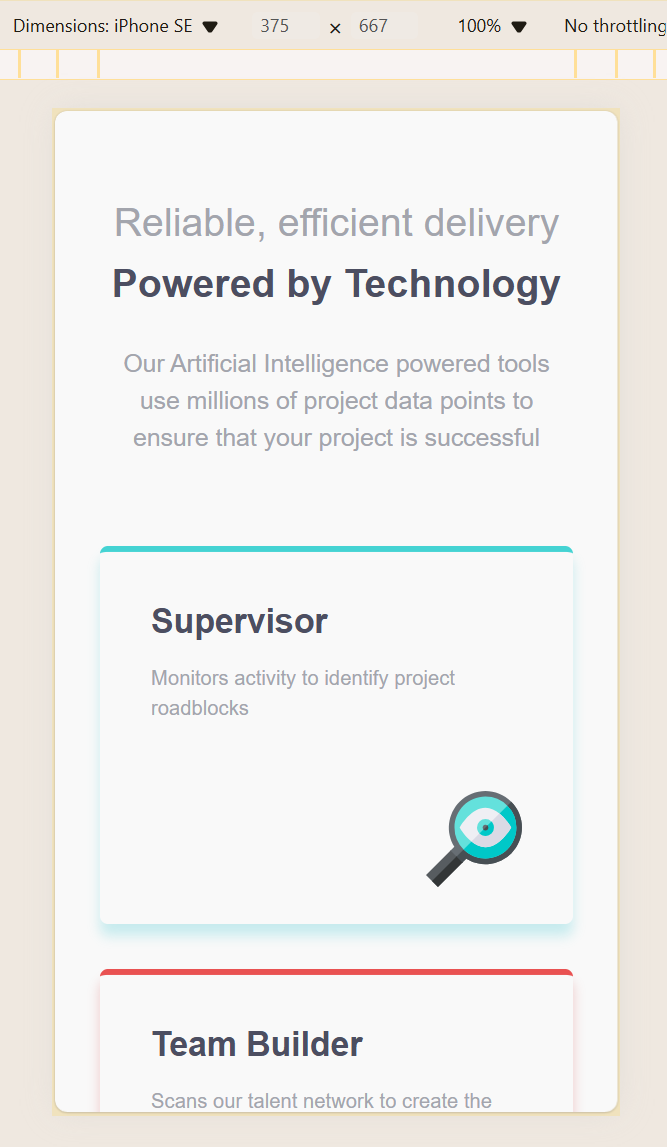 Dimensions: iPhone SE 375 × 667 100% No throttling
Reliable, efficient delivery
Powered by Technology
Our Artificial Intelligence powered tools
use millions of project data points to
ensure that your project is successful
Supervisor
Monitors activity to identify project
roadblocks
Team Builder
Scans our talent network to create the